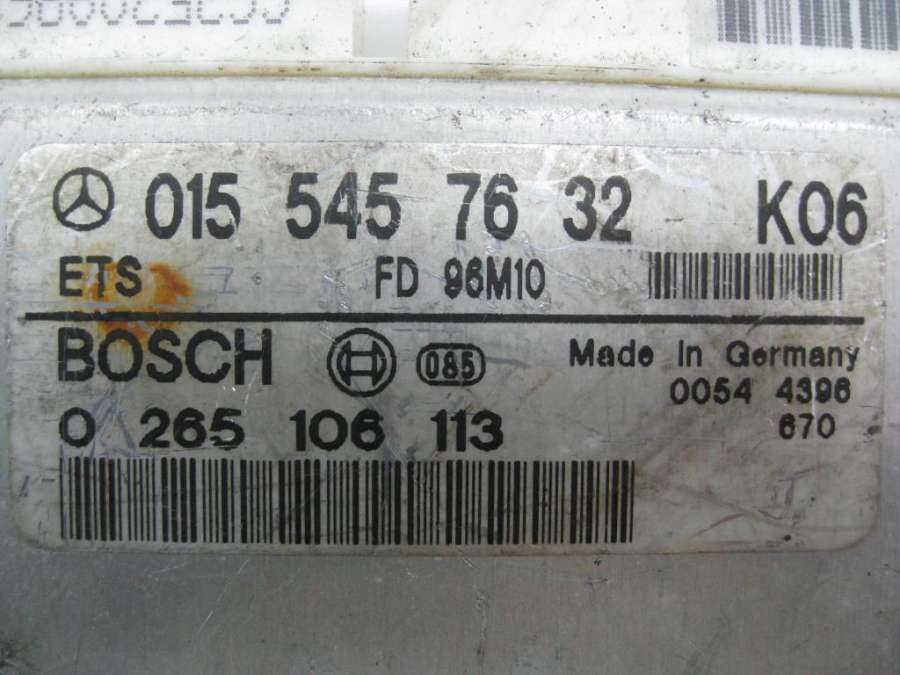 015 545 76 32 K06
ETS FD 96M10
BOSCH 085 Made In Germany
0054 4396
0 265 106 113 670